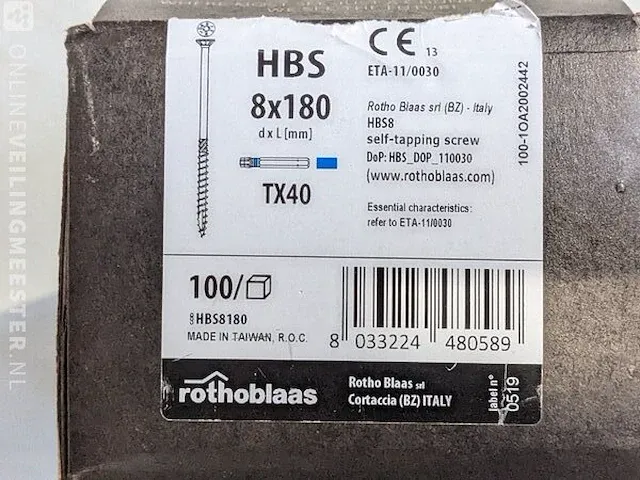 HBS
8x180
d x L [mm]
TX40
CE 13
ETA-11/0030
Rotho Blaas srl (BZ) - Italy
HBS8
self-tapping screw
DoP: HBS_DOP_110030
(www.rothoblaas.com)
Essential characteristics:
refer to ETA-11/0030
100-1OA2002442
100/
HBS8180
MADE IN TAIWAN, R.O.C.
8 033224 480589
rothoblaas
Rotho Blaas srl
Cortaccia (BZ) ITALY
label n°
0519
ONLINEVEILINGMEESTER.NL